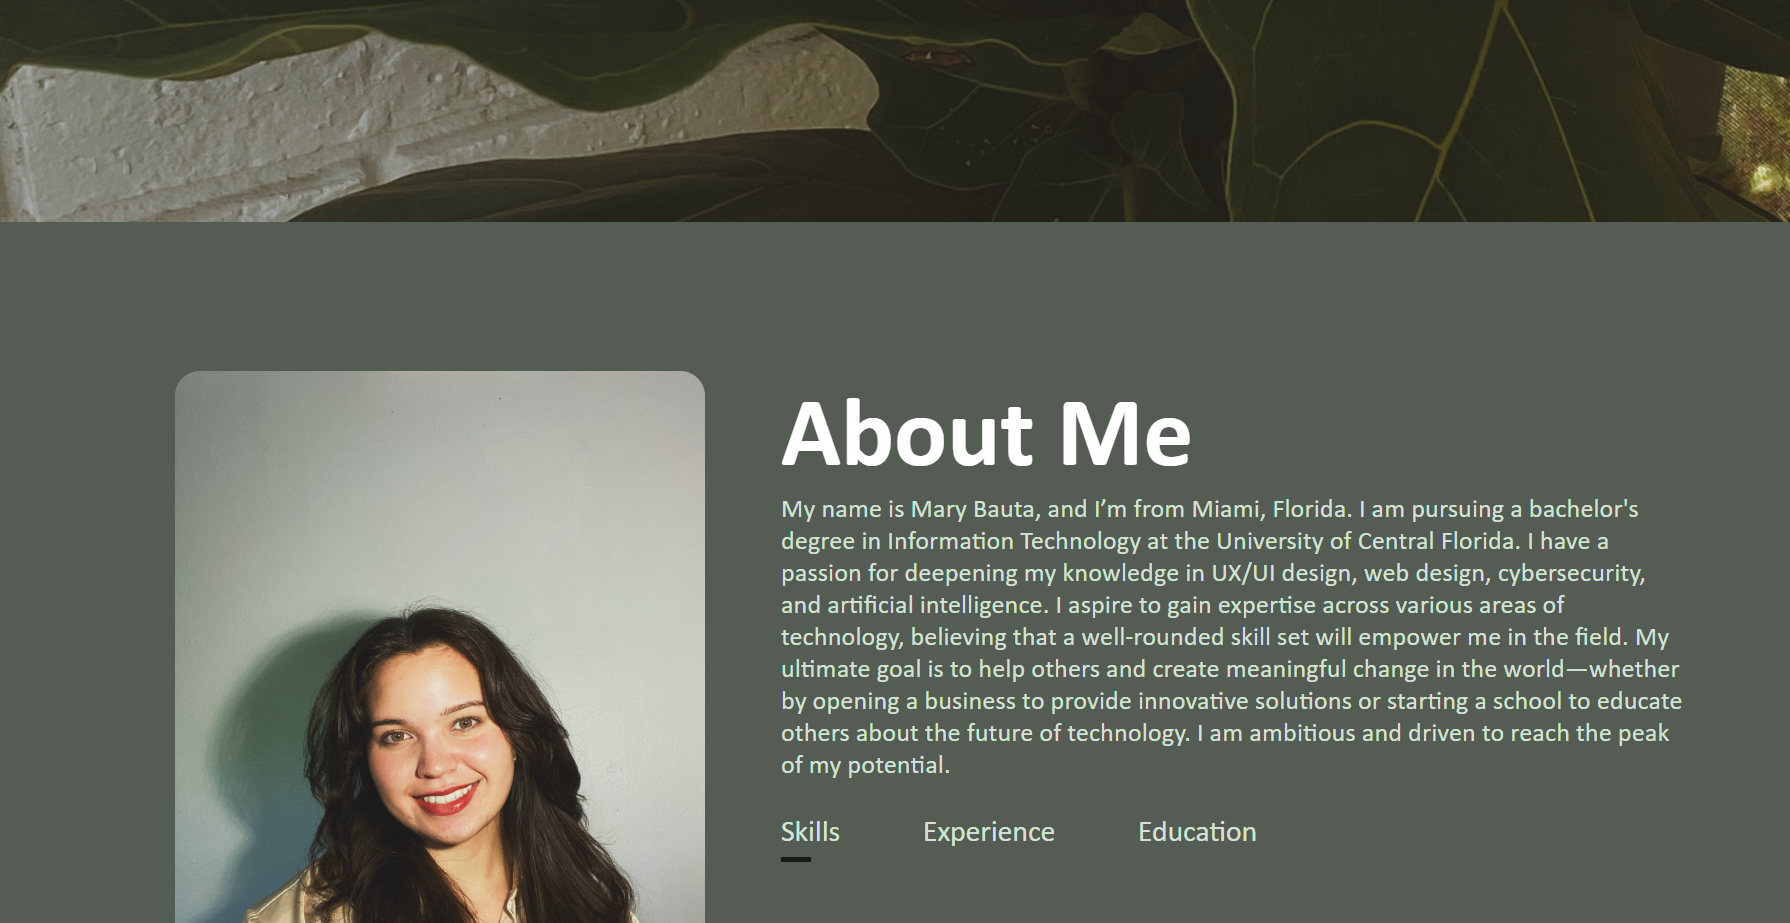 About Me
My name is Mary Bauta, and I’m from Miami, Florida. I am pursuing a bachelor's
degree in Information Technology at the University of Central Florida. I have a
passion for deepening my knowledge in UX/UI design, web design, cybersecurity,
and artificial intelligence. I aspire to gain expertise across various areas of
technology, believing that a well-rounded skill set will empower me in the field. My
ultimate goal is to help others and create meaningful change in the world—whether
by opening a business to provide innovative solutions or starting a school to educate
others about the future of technology. I am ambitious and driven to reach the peak
of my potential.
Skills Experience Education